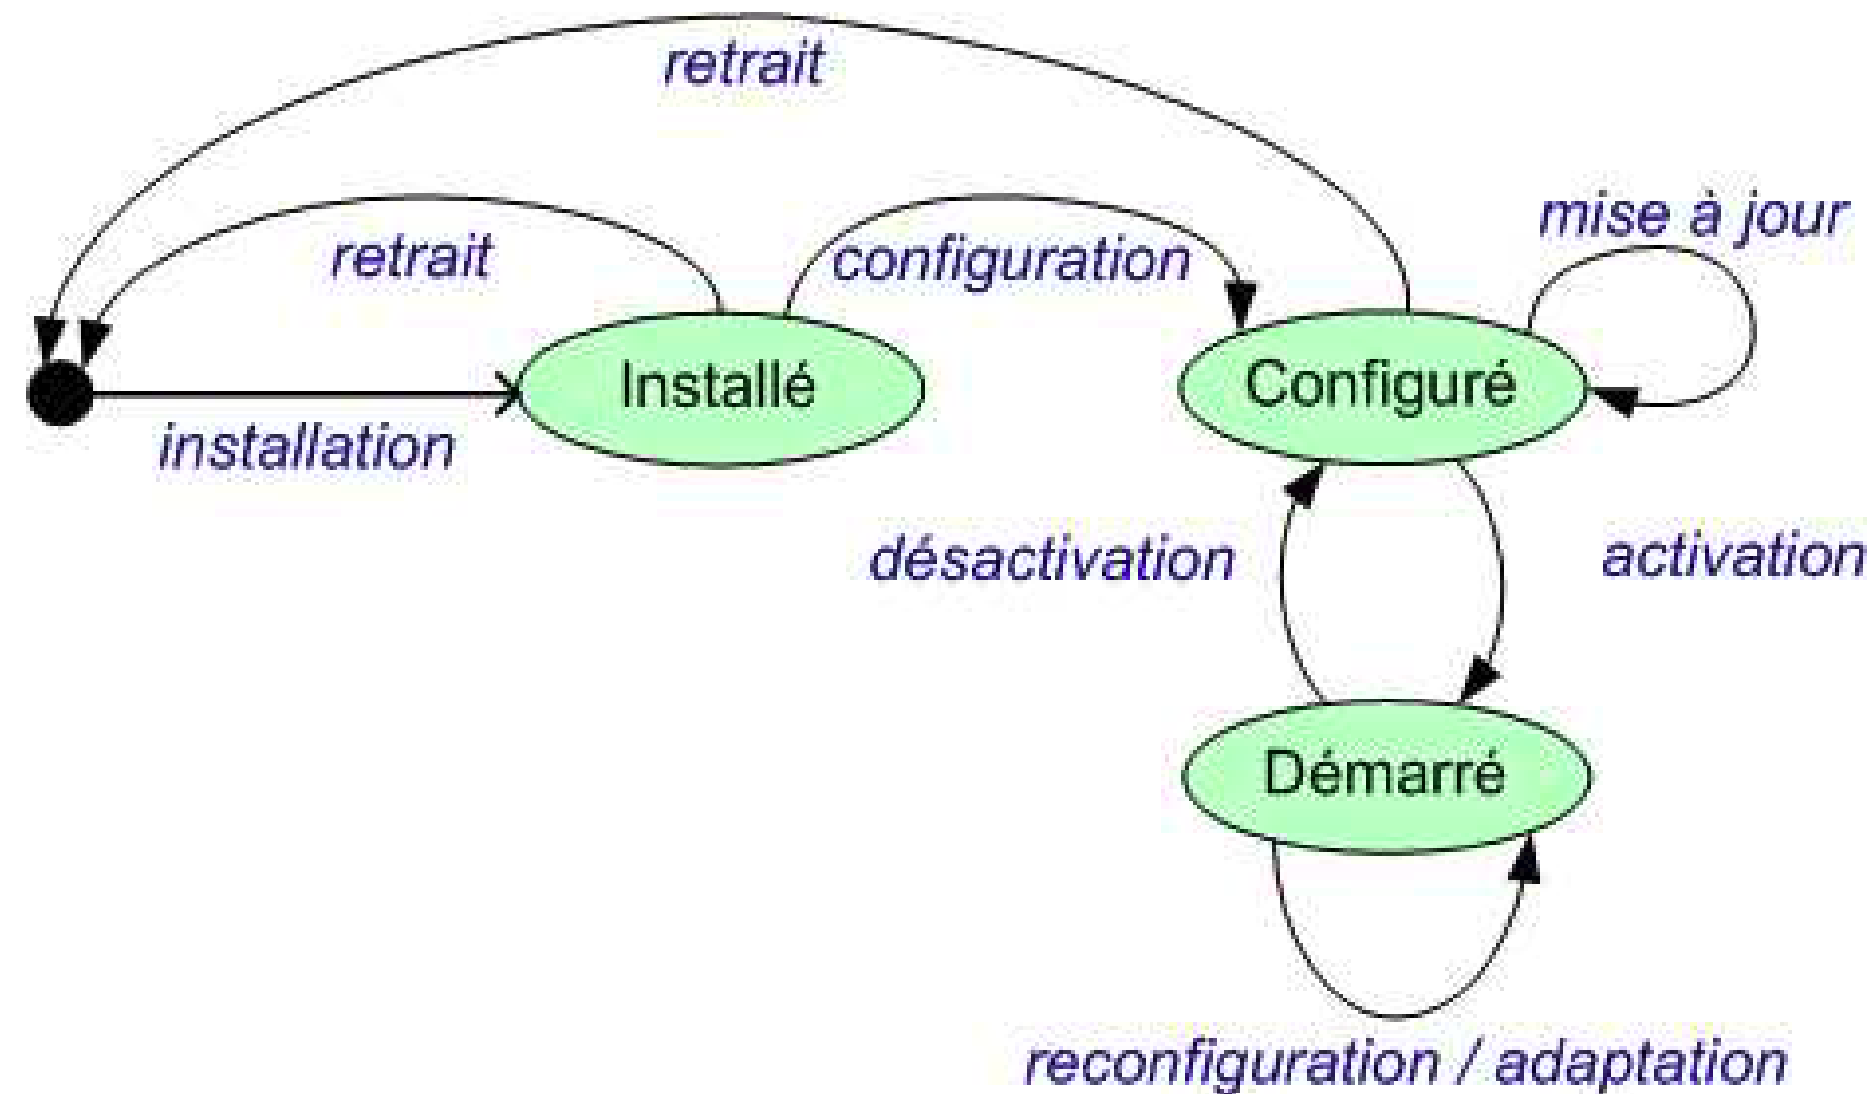 retrait
mise à jour
retrait
configuration
Installé
Configuré
installation
désactivation
activation
Démarré
reconfiguration / adaptation